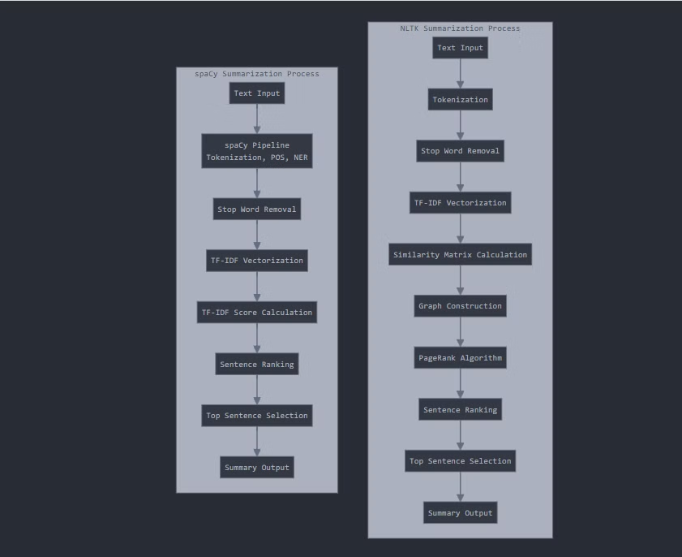 spaCy Summarization Process
Text Input
spaCy Pipeline
Tokenization, POS, NER
Stop Word Removal
TF-IDF Vectorization
TF-IDF Score Calculation
Sentence Ranking
Top Sentence Selection
Summary Output
NLTK Summarization Process
Text Input
Tokenization
Stop Word Removal
TF-IDF Vectorization
Similarity Matrix Calculation
Graph Construction
PageRank Algorithm
Sentence Ranking
Top Sentence Selection
Summary Output